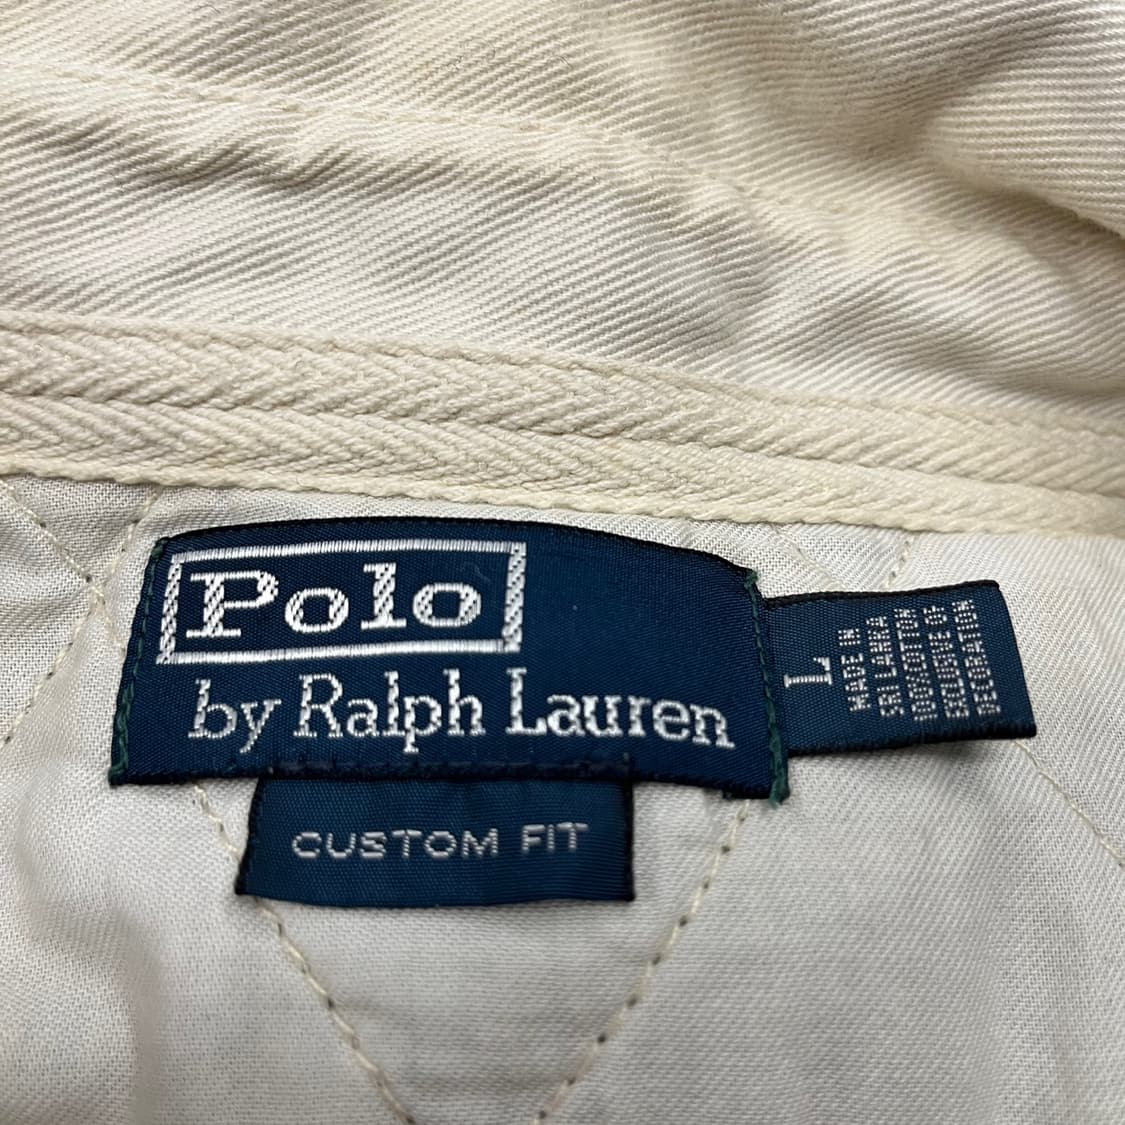 Polo
by Ralph Lauren
CUSTOM FIT
L
MADE IN
SRI LANKA
100% COTTON
EXCLUSIVE OF
DECORATION